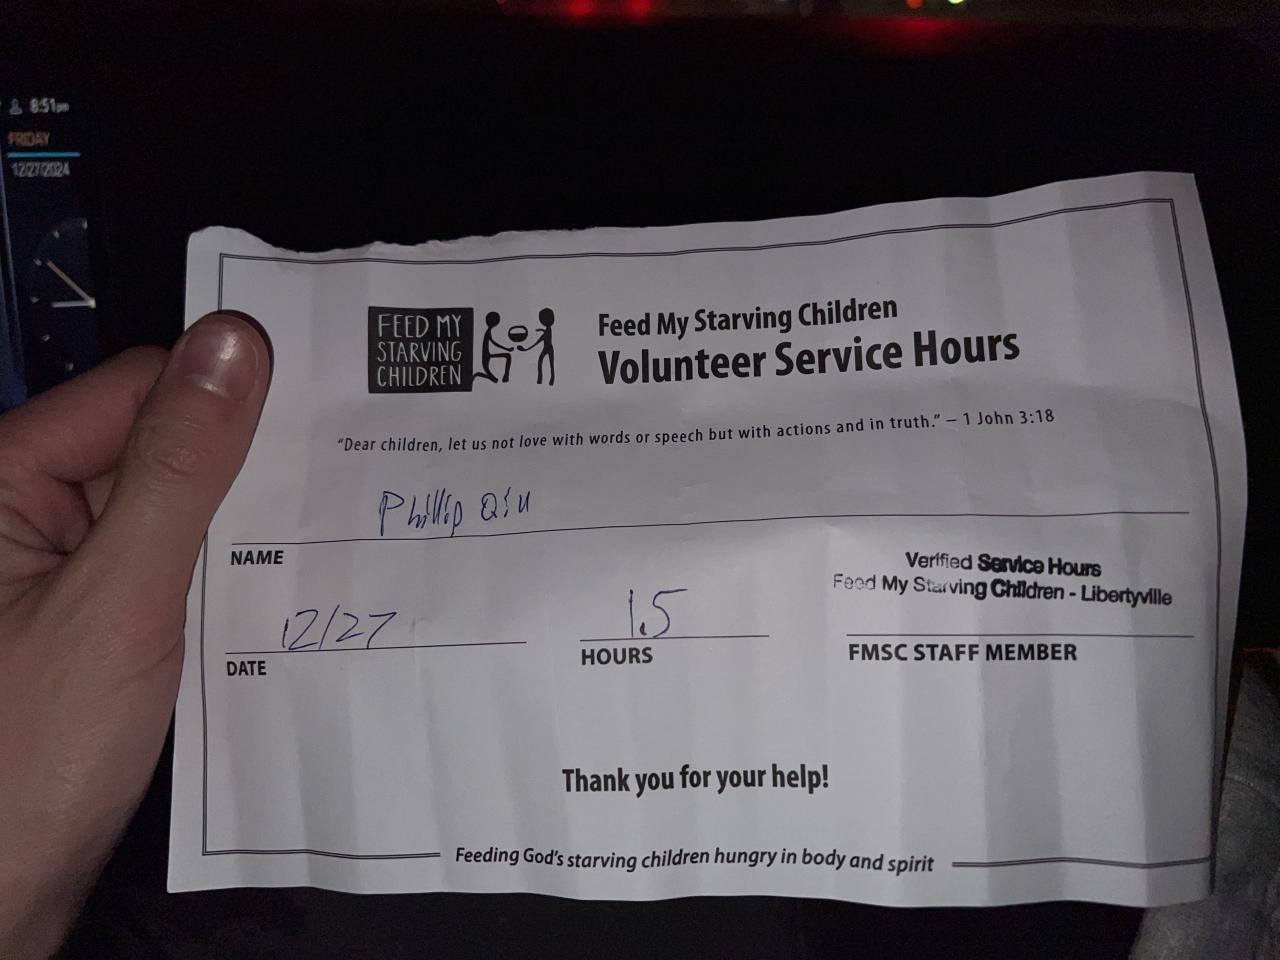 8:51pm
FRIDAY
12/27/2024
FEED MY
STARVING
CHILDREN
Feed My Starving Children
Volunteer Service Hours
“Dear children, let us not love with words or speech but with actions and in truth.” – 1 John 3:18
Phillip Qiu
NAME
Verified Service Hours
Feed My Starving Children - Libertyville
12/27
1.5
DATE
HOURS
FMSC STAFF MEMBER
Thank you for your help!
Feeding God's starving children hungry in body and spirit